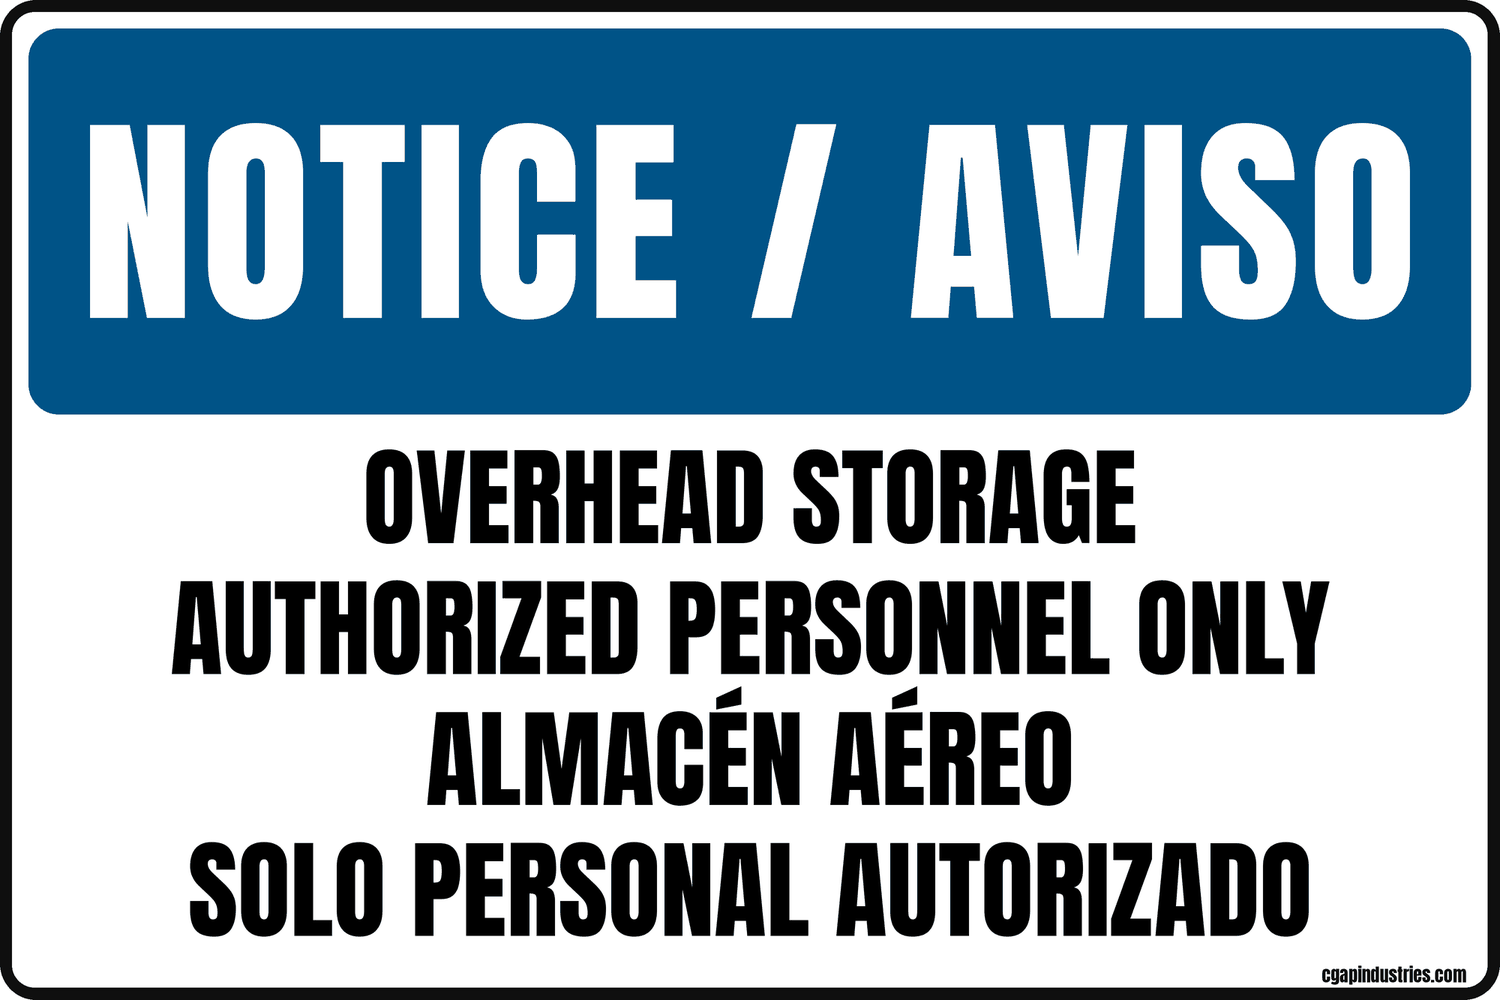 NOTICE / AVISO
OVERHEAD STORAGE
AUTHORIZED PERSONNEL ONLY
ALMACÉN AÉREO
SOLO PERSONAL AUTORIZADO
cgapindustries.com